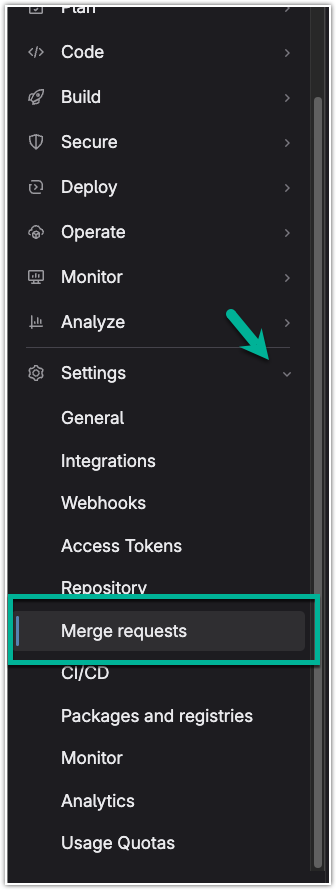 Plan
Code
Build
Secure
Deploy
Operate
Monitor
Analyze
Settings
General
Integrations
Webhooks
Access Tokens
Repository
Merge requests
CI/CD
Packages and registries
Monitor
Analytics
Usage Quotas